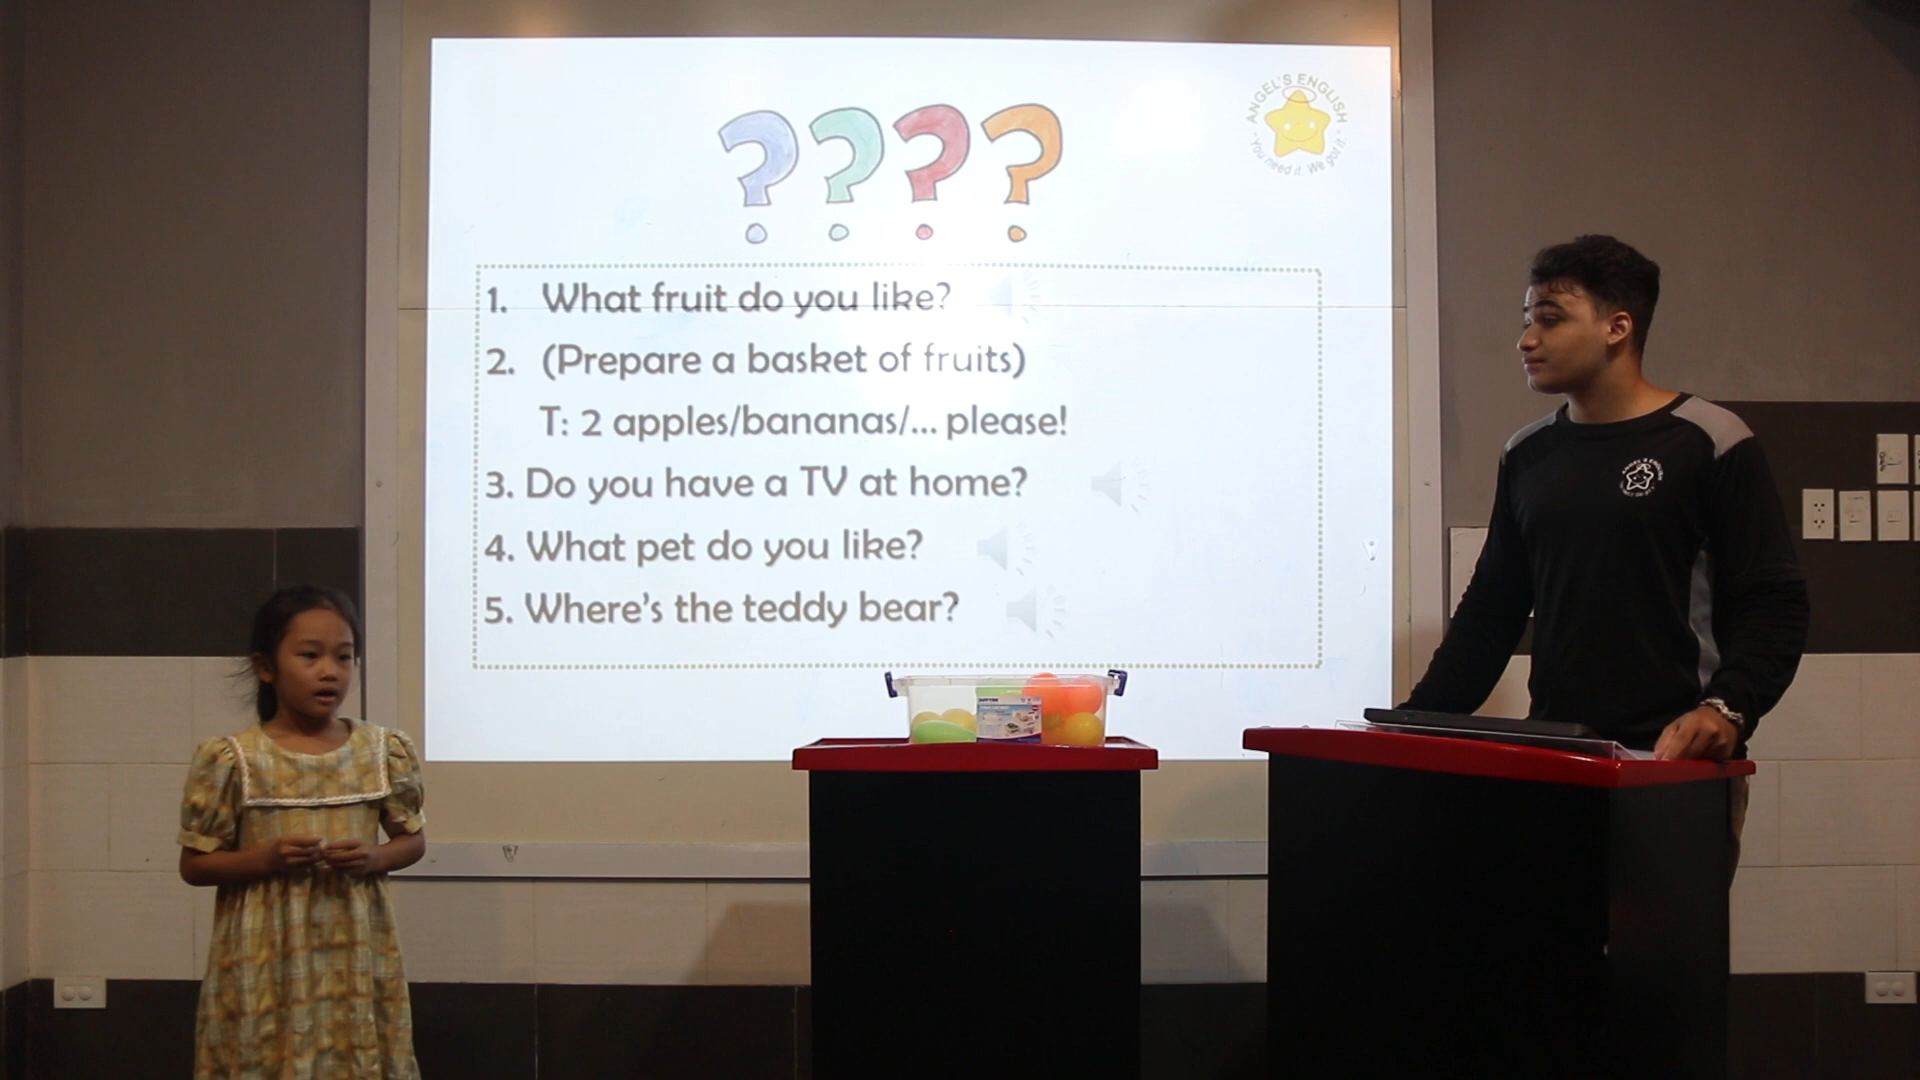 ANGEL'S ENGLISH
You need it. We got it.
????
1. What fruit do you like?
2. (Prepare a basket of fruits)
T: 2 apples/bananas/... please!
3. Do you have a TV at home?
4. What pet do you like?
5. Where's the teddy bear?
ANGEL'S ENGLISH